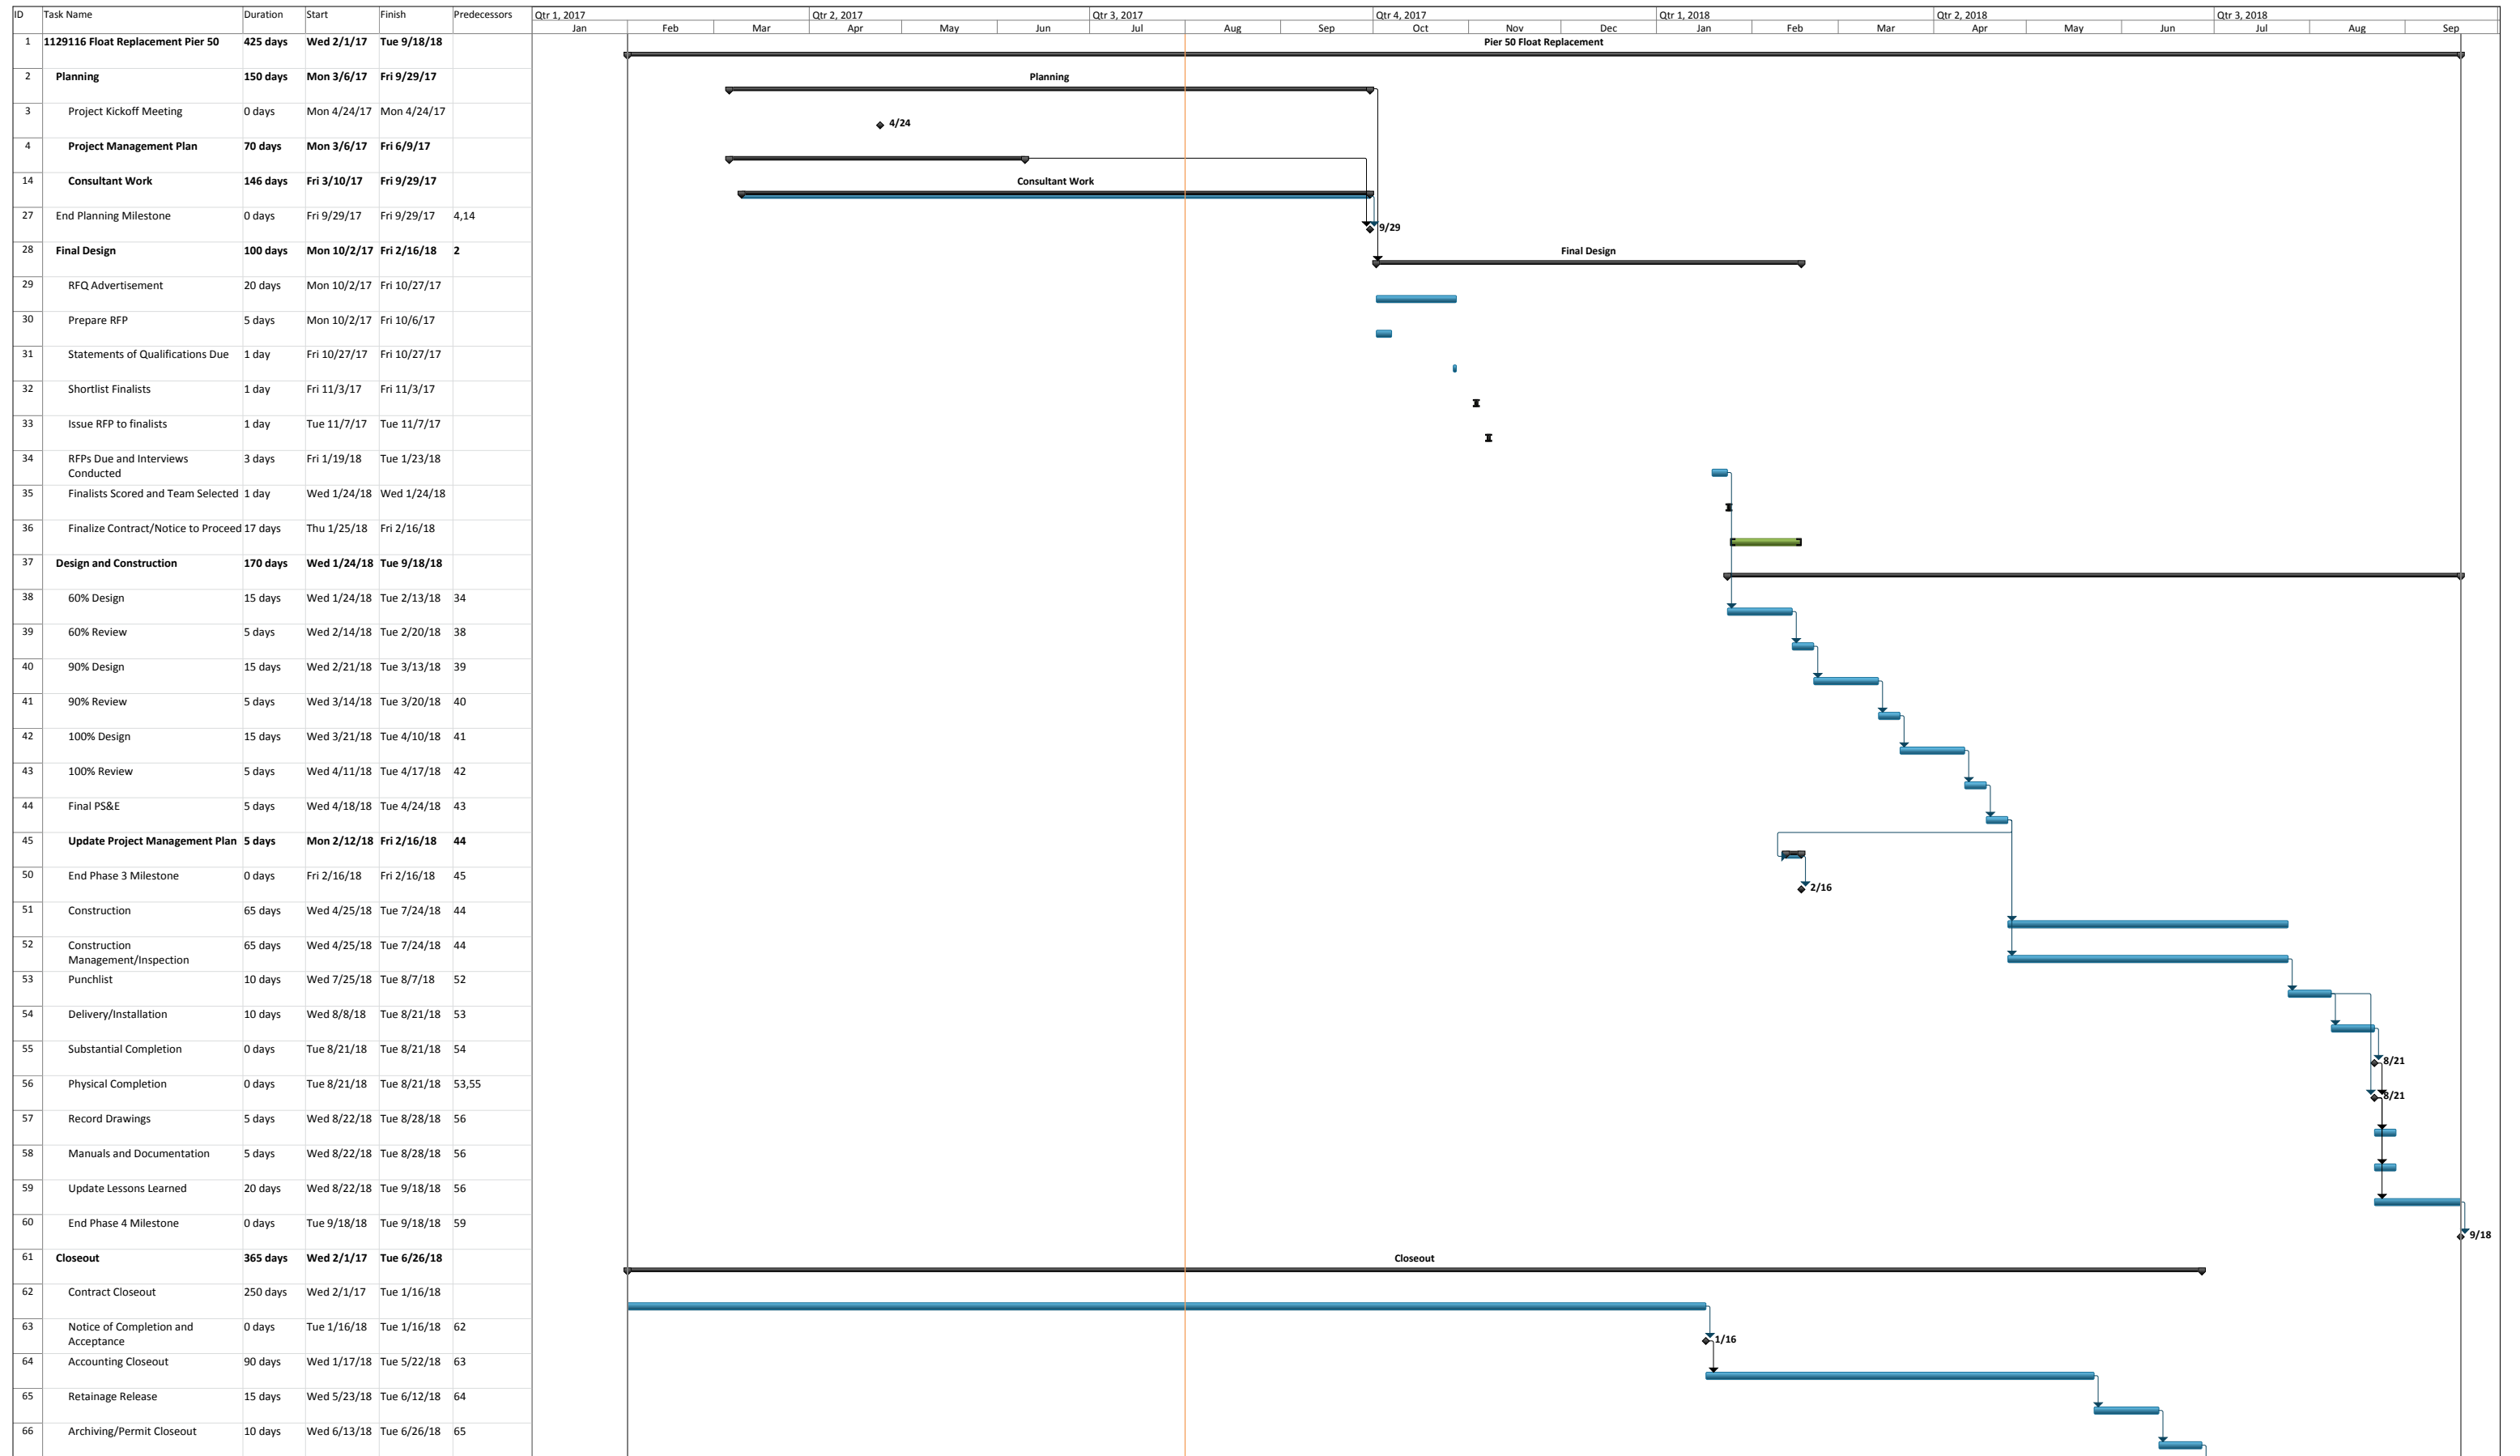 ID Task Name Duration Start Finish Predecessors Qtr 1, 2017 Qtr 2, 2017 Qtr 3, 2017 Qtr 4, 2017 Qtr 1, 2018 Qtr 2, 2018 Qtr 3, 2018
Jan Feb Mar Apr May Jun Jul Aug Sep Oct Nov Dec Jan Feb Mar Apr May Jun Jul Aug Sep
1 1129116 Float Replacement Pier 50 425 days Wed 2/1/17 Tue 9/18/18 Pier 50 Float Replacement
2 Planning 150 days Mon 3/6/17 Fri 9/29/17 Planning
3 Project Kickoff Meeting 0 days Mon 4/24/17 Mon 4/24/17
4/24
4 Project Management Plan 70 days Mon 3/6/17 Fri 6/9/17
14 Consultant Work 146 days Fri 3/10/17 Fri 9/29/17 Consultant Work
27 End Planning Milestone 0 days Fri 9/29/17 Fri 9/29/17 4,14
9/29
28 Final Design 100 days Mon 10/2/17 Fri 2/16/18 2 Final Design
29 RFQ Advertisement 20 days Mon 10/2/17 Fri 10/27/17
30 Prepare RFP 5 days Mon 10/2/17 Fri 10/6/17
31 Statements of Qualifications Due 1 day Fri 10/27/17 Fri 10/27/17
32 Shortlist Finalists 1 day Fri 11/3/17 Fri 11/3/17
33 Issue RFP to finalists 1 day Tue 11/7/17 Tue 11/7/17
34 RFPs Due and Interviews 3 days Fri 1/19/18 Tue 1/23/18
Conducted
35 Finalists Scored and Team Selected 1 day Wed 1/24/18 Wed 1/24/18
36 Finalize Contract/Notice to Proceed 17 days Thu 1/25/18 Fri 2/16/18
37 Design and Construction 170 days Wed 1/24/18 Tue 9/18/18
38 60% Design 15 days Wed 1/24/18 Tue 2/13/18 34
39 60% Review 5 days Wed 2/14/18 Tue 2/20/18 38
40 90% Design 15 days Wed 2/21/18 Tue 3/13/18 39
41 90% Review 5 days Wed 3/14/18 Tue 3/20/18 40
42 100% Design 15 days Wed 3/21/18 Tue 4/10/18 41
43 100% Review 5 days Wed 4/11/18 Tue 4/17/18 42
44 Final PS&E 5 days Wed 4/18/18 Tue 4/24/18 43
45 Update Project Management Plan 5 days Mon 2/12/18 Fri 2/16/18 44
50 End Phase 3 Milestone 0 days Fri 2/16/18 Fri 2/16/18 45
2/16
51 Construction 65 days Wed 4/25/18 Tue 7/24/18 44
52 Construction 65 days Wed 4/25/18 Tue 7/24/18 44
Management/Inspection
53 Punchlist 10 days Wed 7/25/18 Tue 8/7/18 52
54 Delivery/Installation 10 days Wed 8/8/18 Tue 8/21/18 53
55 Substantial Completion 0 days Tue 8/21/18 Tue 8/21/18 54
8/21
56 Physical Completion 0 days Tue 8/21/18 Tue 8/21/18 53,55
8/21
57 Record Drawings 5 days Wed 8/22/18 Tue 8/28/18 56
58 Manuals and Documentation 5 days Wed 8/22/18 Tue 8/28/18 56
59 Update Lessons Learned 20 days Wed 8/22/18 Tue 9/18/18 56
60 End Phase 4 Milestone 0 days Tue 9/18/18 Tue 9/18/18 59
9/18
61 Closeout 365 days Wed 2/1/17 Tue 6/26/18 Closeout
62 Contract Closeout 250 days Wed 2/1/17 Tue 1/16/18
63 Notice of Completion and 0 days Tue 1/16/18 Tue 1/16/18 62
Acceptance 1/16
64 Accounting Closeout 90 days Wed 1/17/18 Tue 5/22/18 63
65 Retainage Release 15 days Wed 5/23/18 Tue 6/12/18 64
66 Archiving/Permit Closeout 10 days Wed 6/13/18 Tue 6/26/18 65